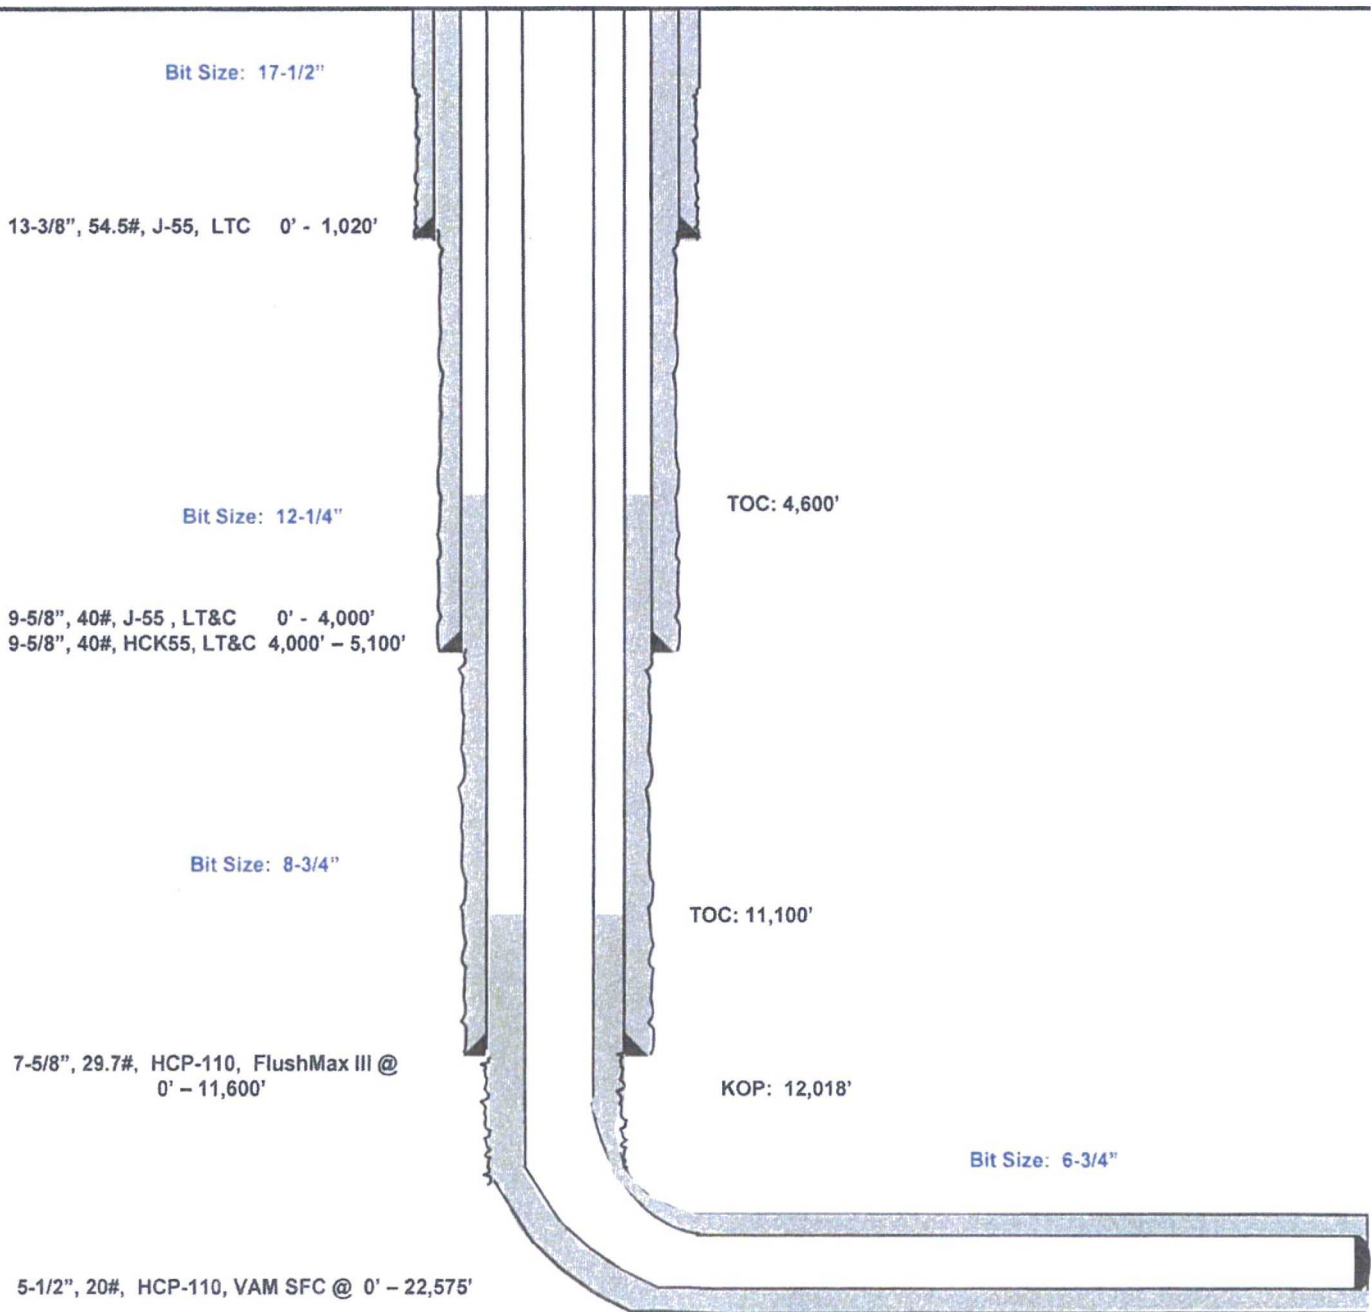 Bit Size: 17-1/2”
13-3/8”, 54.5#, J-55, LTC 0’ - 1,020’
TOC: 4,600’
Bit Size: 12-1/4”
9-5/8”, 40#, J-55 , LT&C 0’ - 4,000’
9-5/8”, 40#, HCK55, LT&C 4,000’ – 5,100’
Bit Size: 8-3/4”
TOC: 11,100’
7-5/8”, 29.7#, HCP-110, FlushMax III @
0’ – 11,600’
KOP: 12,018’
Bit Size: 6-3/4”
5-1/2”, 20#, HCP-110, VAM SFC @ 0’ – 22,575’